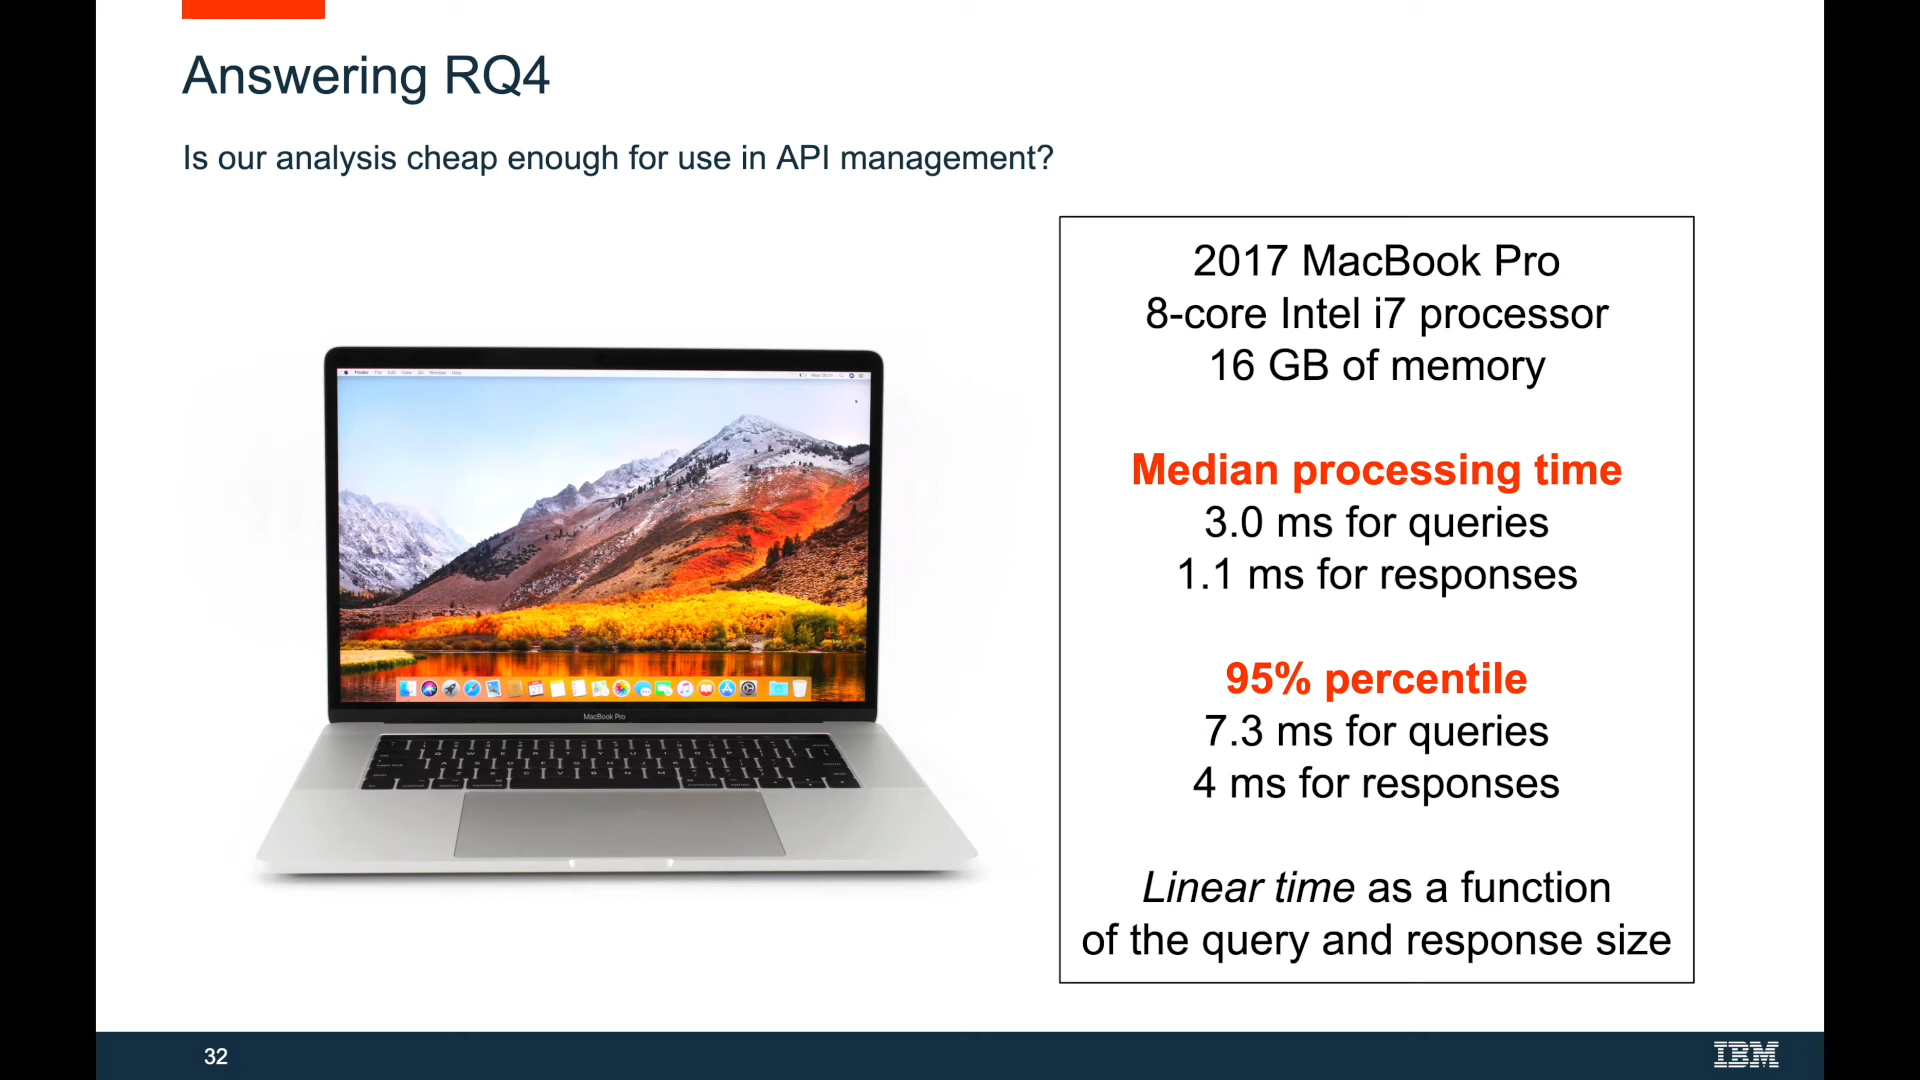 Answering RQ4
Is our analysis cheap enough for use in API management?
MacBook Pro
2017 MacBook Pro
8-core Intel i7 processor
16 GB of memory
Median processing time
3.0 ms for queries
1.1 ms for responses
95% percentile
7.3 ms for queries
4 ms for responses
Linear time as a function
of the query and response size
32
IBM